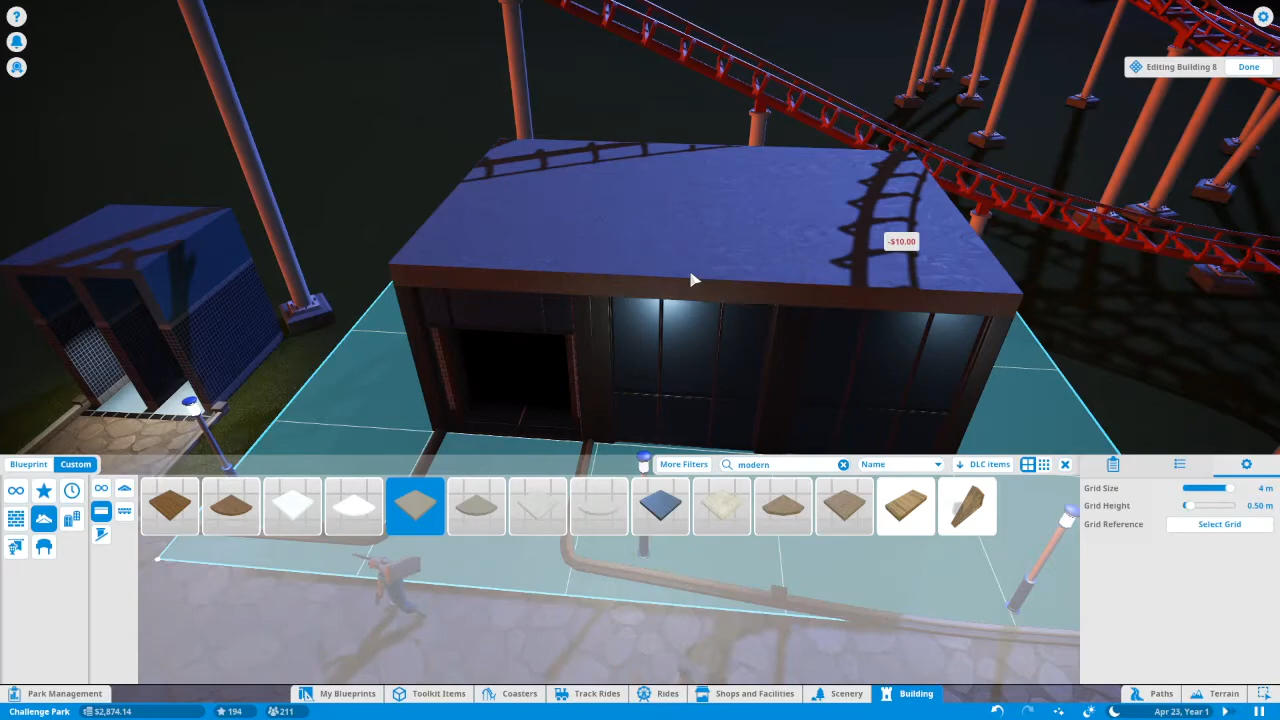 ?
Editing Building 8 Done
-$10.00
Blueprint Custom
More Filters modern Name DLC items
Grid Size 4 m
Grid Height 0.50 m
Grid Reference Select Grid
Park Management My Blueprints Toolkit Items Coasters Track Rides Rides Shops and Facilities Scenery Building Paths Terrain
Challenge Park $2,874.14 194 211 Apr 23, Year 1